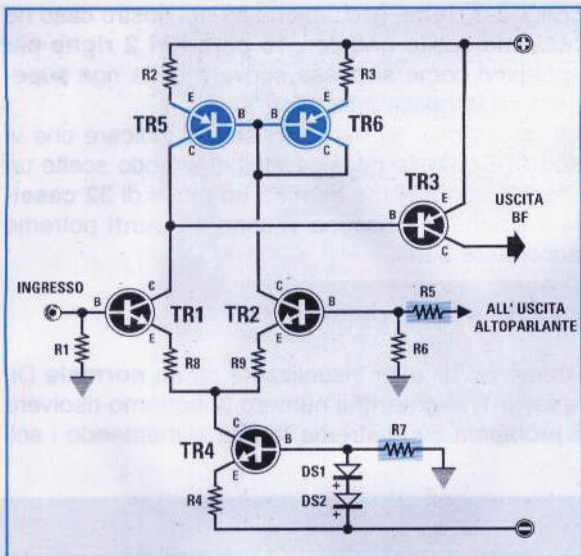 R2
R3
E
E
TR5
B
B
TR6
C
C
TR3
E
B
C
USCITA
BF
INGRESSO
C
C
B
TR1
TR2
B
R5
ALL' USCITA
ALTOPARLANTE
E
E
R1
R8
R9
R6
C
TR4
B
R7
E
DS1
R4
DS2